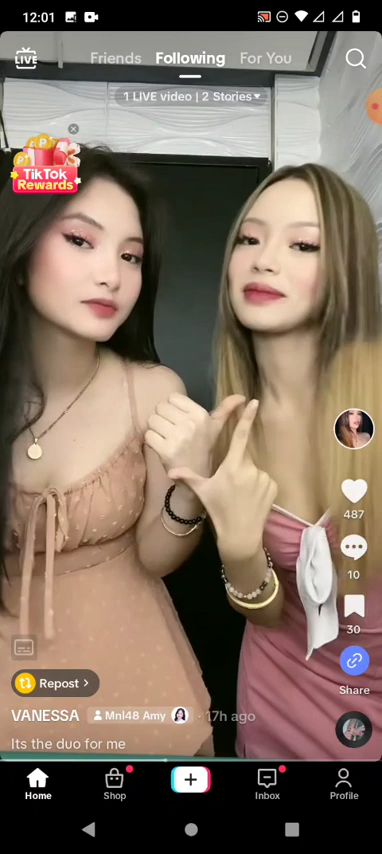 12:01
LIVE
Friends Following For You
1 LIVE video | 2 Stories
P P
TikTok
Rewards
487
10
30
Repost >
Share
VANESSA Mnl48 Amy · 17h ago
Its the duo for me
Home Shop Inbox Profile